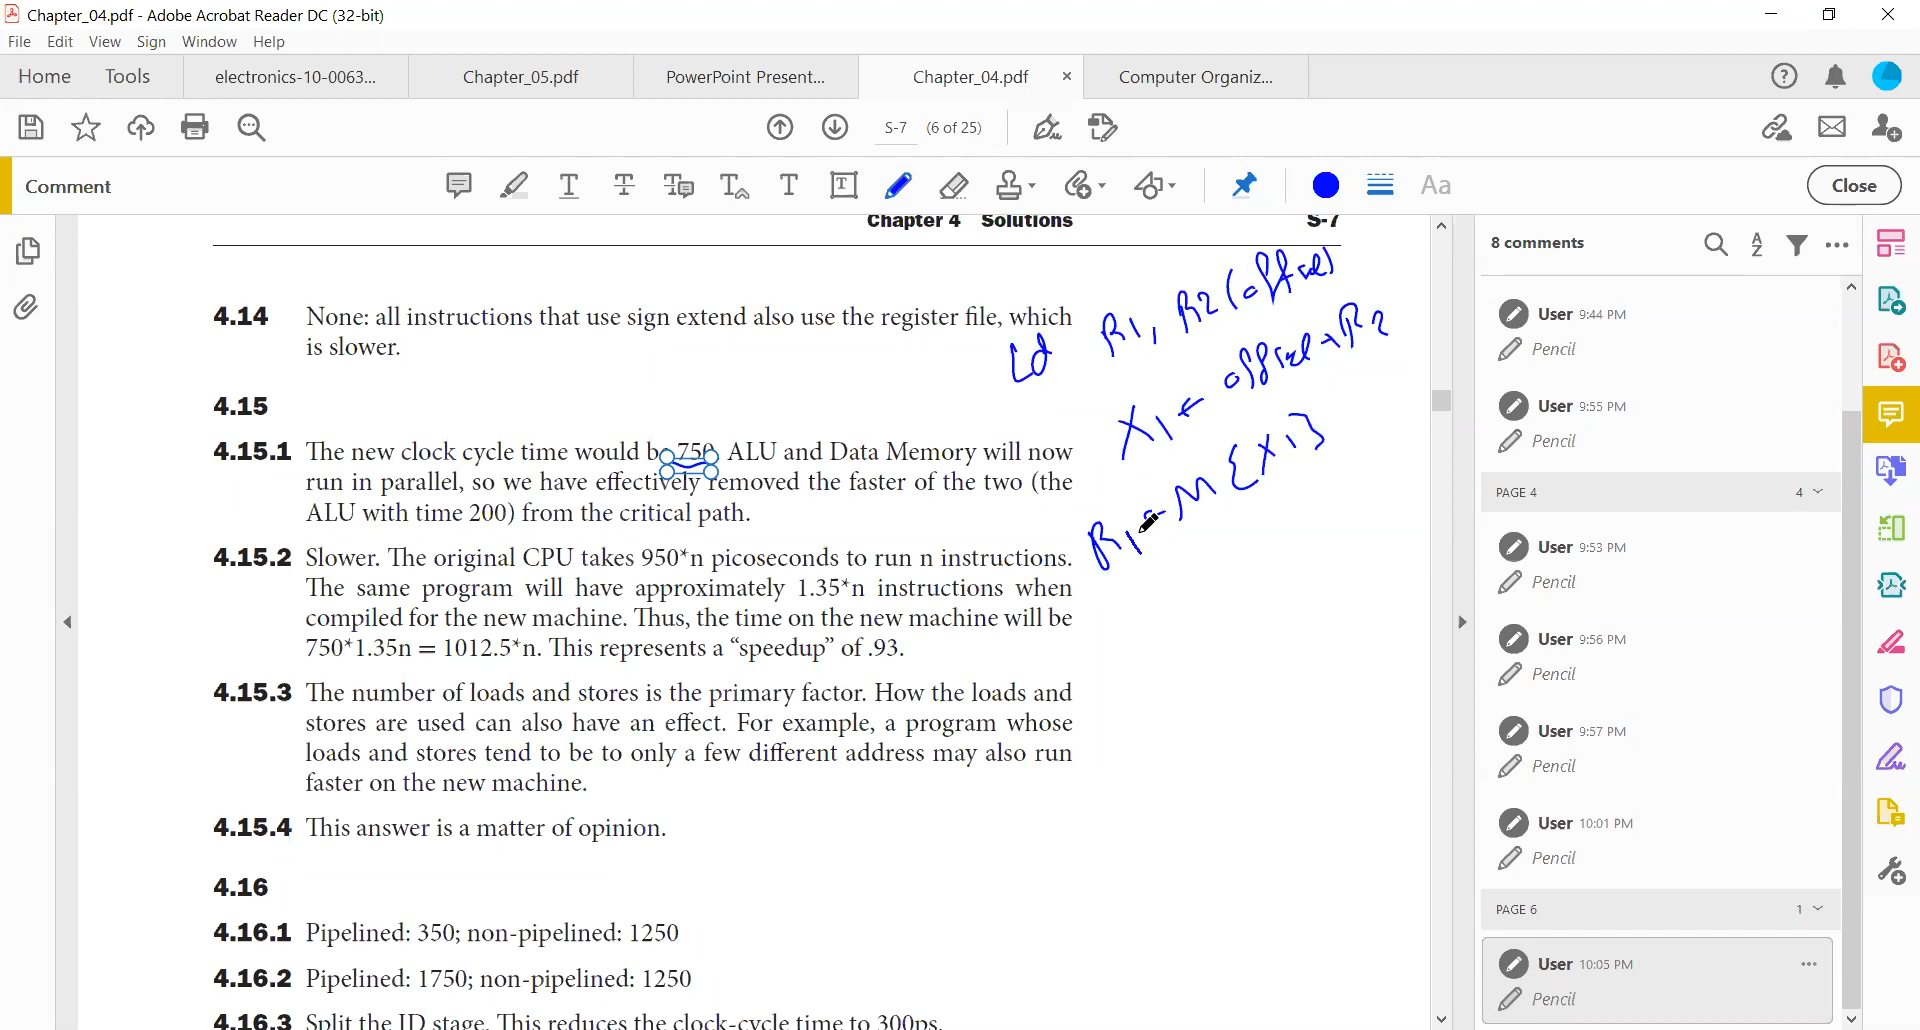 Chapter_04.pdf - Adobe Acrobat Reader DC (32-bit)
File Edit View Sign Window Help
Home Tools electronics-10-0063... Chapter_05.pdf PowerPoint Present... Chapter_04.pdf × Computer Organiz...
S-7 (6 of 25)
Comment
Aa
Close
Chapter 4 Solutions S-7
4.14 None: all instructions that use sign extend also use the register file, which
is slower.
Ld R1, R2 (offset)
X1 ← offset + R2
R1 ← M {X1}
4.15
4.15.1 The new clock cycle time would be 750. ALU and Data Memory will now
run in parallel, so we have effectively removed the faster of the two (the
ALU with time 200) from the critical path.
4.15.2 Slower. The original CPU takes 950*n picoseconds to run n instructions.
The same program will have approximately 1.35*n instructions when
compiled for the new machine. Thus, the time on the new machine will be
750*1.35n = 1012.5*n. This represents a “speedup” of .93.
4.15.3 The number of loads and stores is the primary factor. How the loads and
stores are used can also have an effect. For example, a program whose
loads and stores tend to be to only a few different address may also run
faster on the new machine.
4.15.4 This answer is a matter of opinion.
4.16
4.16.1 Pipelined: 350; non-pipelined: 1250
4.16.2 Pipelined: 1750; non-pipelined: 1250
4.16.3 Split the ID stage. This reduces the clock-cycle time to 300ps.
8 comments
User 9:44 PM
Pencil
User 9:55 PM
Pencil
PAGE 4 4
User 9:53 PM
Pencil
User 9:56 PM
Pencil
User 9:57 PM
Pencil
User 10:01 PM
Pencil
PAGE 6 1
User 10:05 PM
Pencil